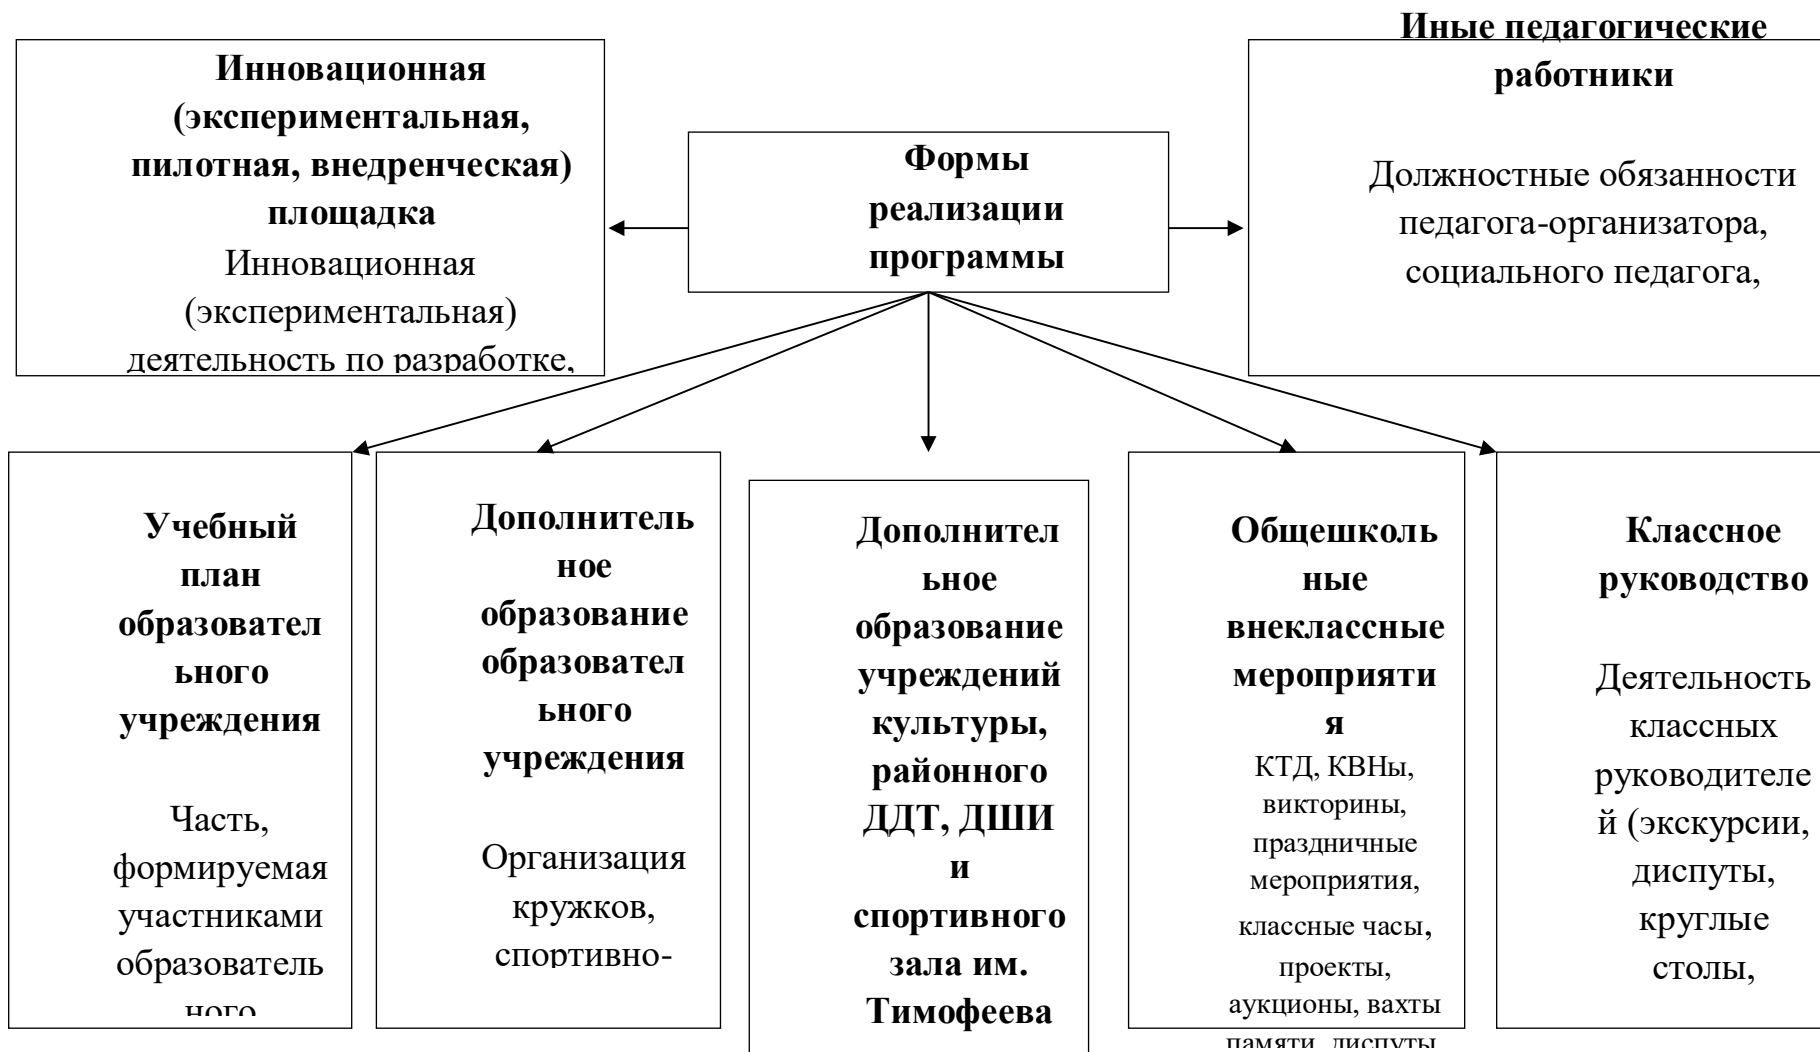 Инновационная
(экспериментальная,
пилотная, внедренческая)
площадка
Инновационная
(экспериментальная)
деятельность по разработке,
Формы
реализации
программы
Иные педагогические
работники
Должностные обязанности
педагога-организатора,
социального педагога,
Учебный
план
образовател
ьного
учреждения
Часть,
формируемая
участниками
образователь
ного
Дополнитель
ное
образование
образовател
ьного
учреждения
Организация
кружков,
спортивно-
Дополнител
ьное
образование
учреждений
культуры,
районного
ДДТ, ДШИ
и
спортивного
зала им.
Тимофеева
Общешколь
ные
внеклассные
мероприяти
я
КТД, КВНы,
викторины,
праздничные
мероприятия,
классные часы,
проекты,
аукционы, вахты
памяти, диспуты
Классное
руководство
Деятельность
классных
руководителе
й (экскурсии,
диспуты,
круглые
столы,